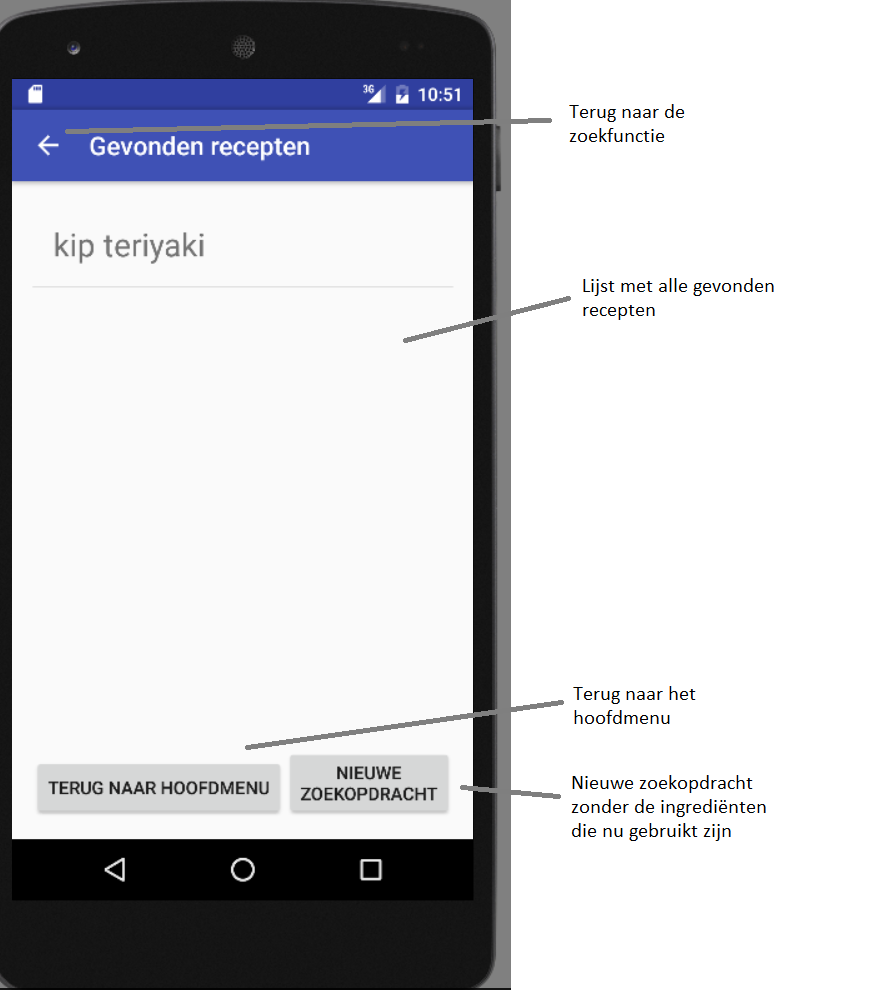 3G 10:51
Gevonden recepten
Terug naar de
zoekfunctie
kip teriyaki
Lijst met alle gevonden
recepten
Terug naar het
hoofdmenu
TERUG NAAR HOOFDMENU
NIEUWE
ZOEKOPDRACHT
Nieuwe zoekopdracht
zonder de ingrediënten
die nu gebruikt zijn